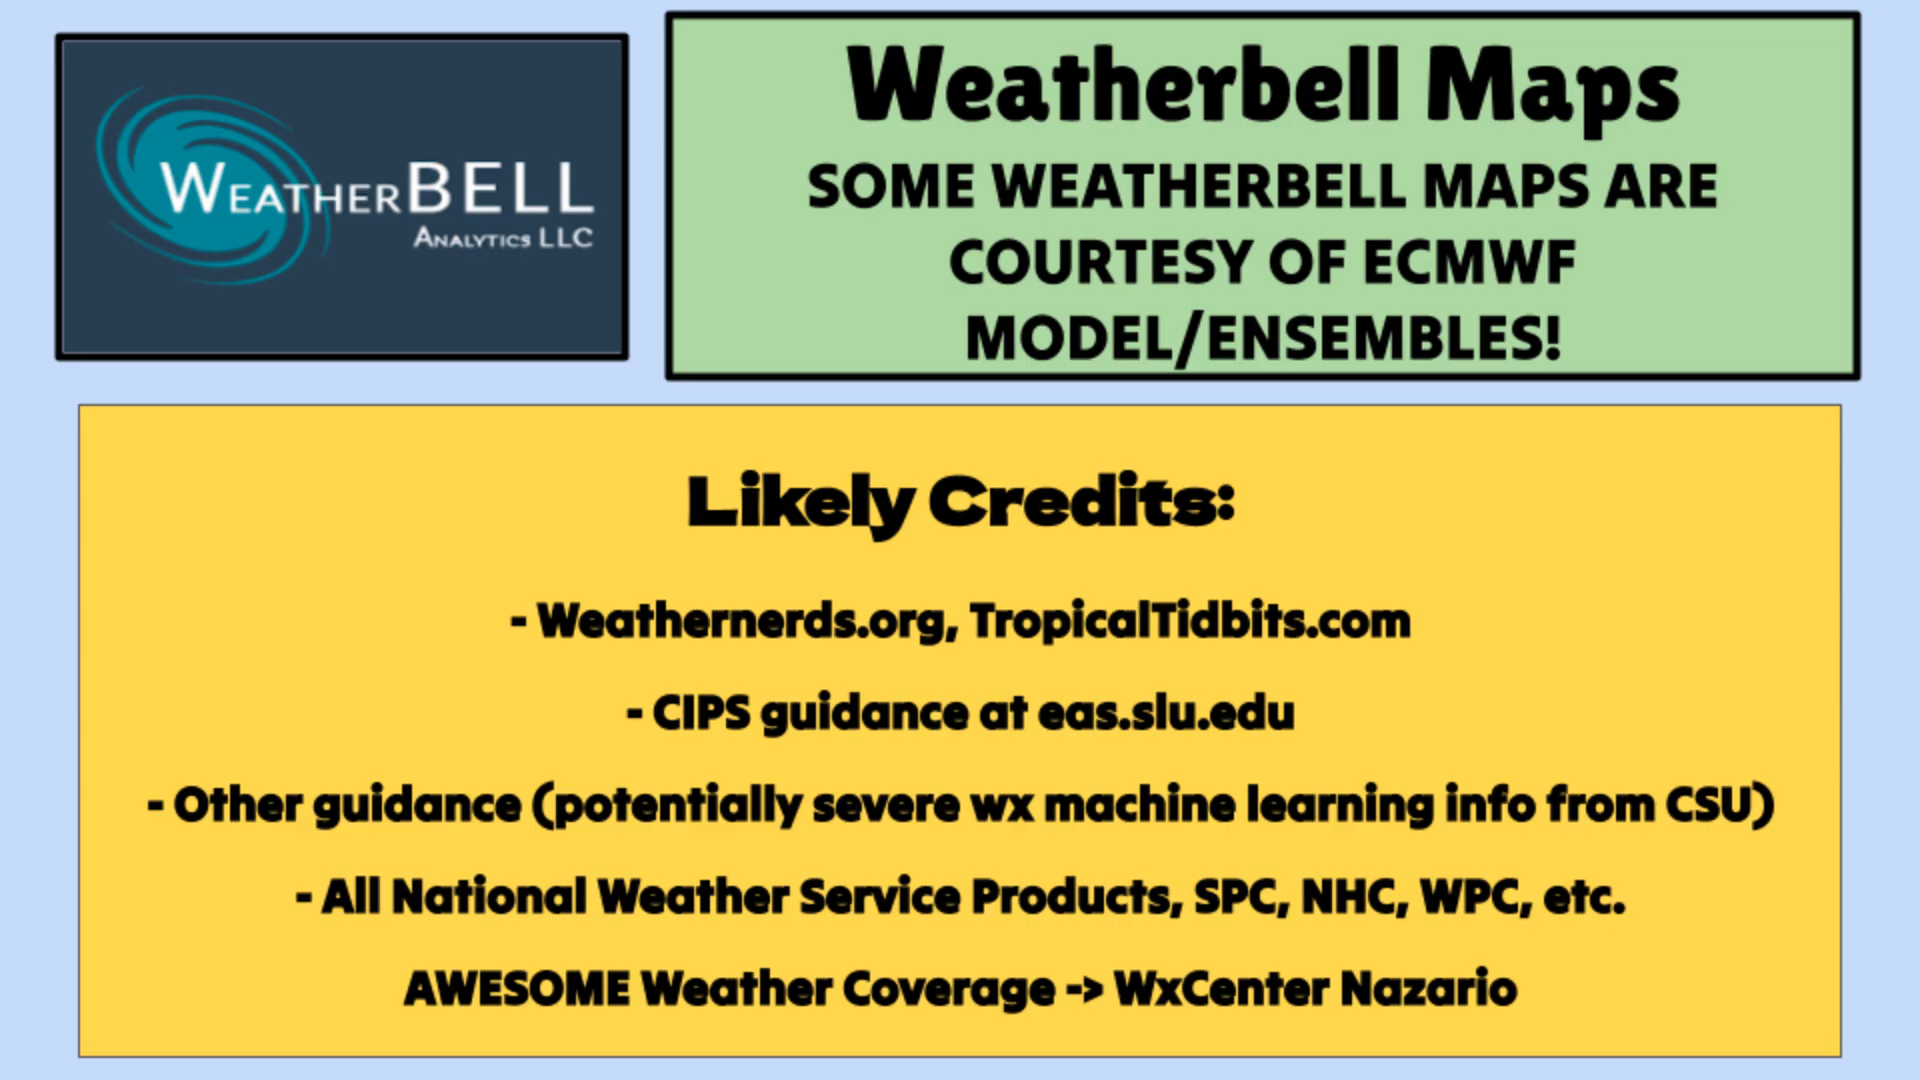 WEATHERBELL
ANALYTICS LLC
Weatherbell Maps
SOME WEATHERBELL MAPS ARE
COURTESY OF ECMWF
MODEL/ENSEMBLES!
Likely Credits:
- Weathernerds.org, TropicalTidbits.com
- CIPS guidance at eas.slu.edu
- Other guidance (potentially severe wx machine learning info from CSU)
- All National Weather Service Products, SPC, NHC, WPC, etc.
AWESOME Weather Coverage -> WxCenter Nazario